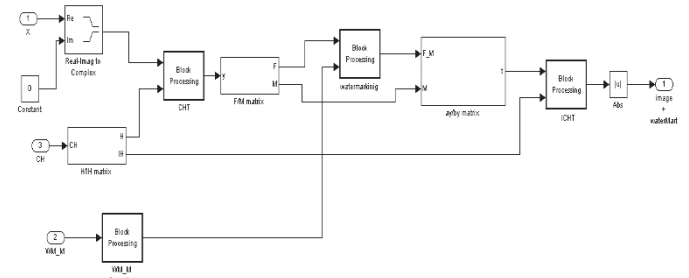 1
X
Re
Im
Real-Imag to
Complex
0
Constant
Block
Processing
CHT
y
F
M
F/M matrix
Block
Processing
watermarkinig
F_M
M
t
ay/by matrix
Block
Processing
ICHT
|u|
Abs
1
image
+
waterMart
3
CH
CH
H
IH
H/IH matrix
2
WM_M
Block
Processing
WM_M